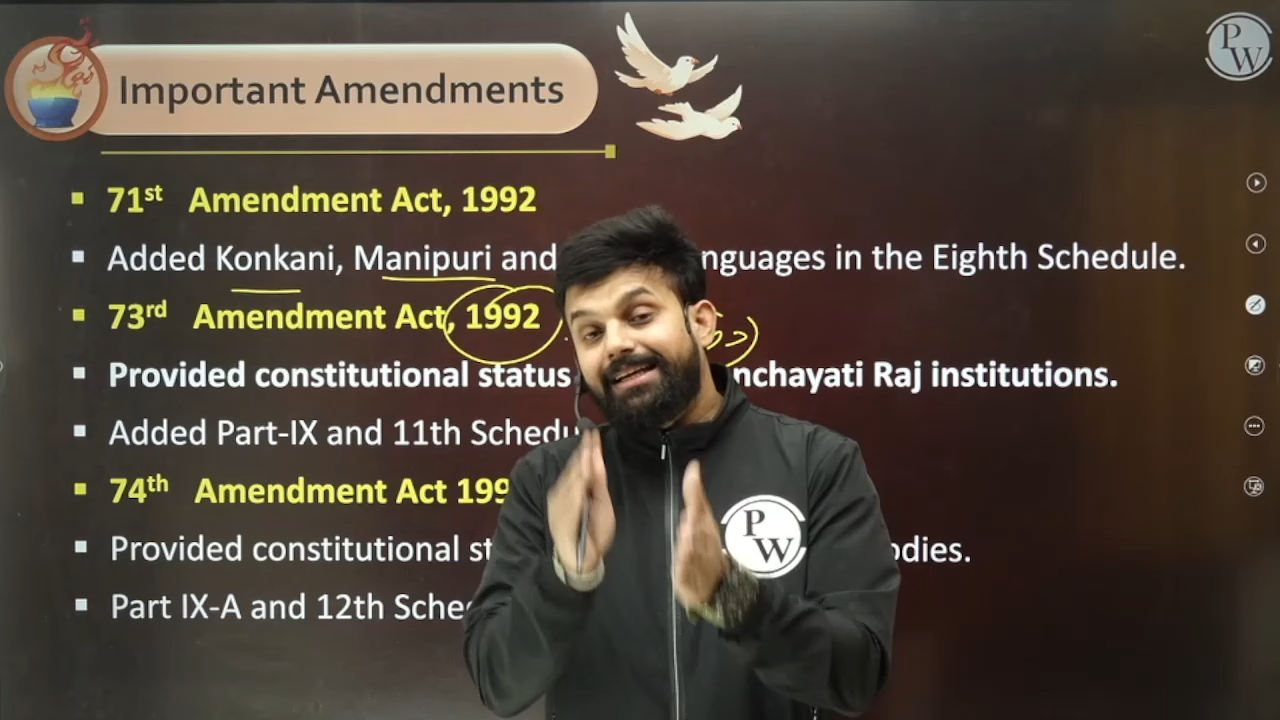 PW
Important Amendments
71st Amendment Act, 1992
Added Konkani, Manipuri and nguages in the Eighth Schedule.
73rd Amendment Act, 1992
Provided constitutional status nchayati Raj institutions.
Added Part-IX and 11th Schedu
74th Amendment Act 199
Provided constitutional st odies.
Part IX-A and 12th Sche
PW